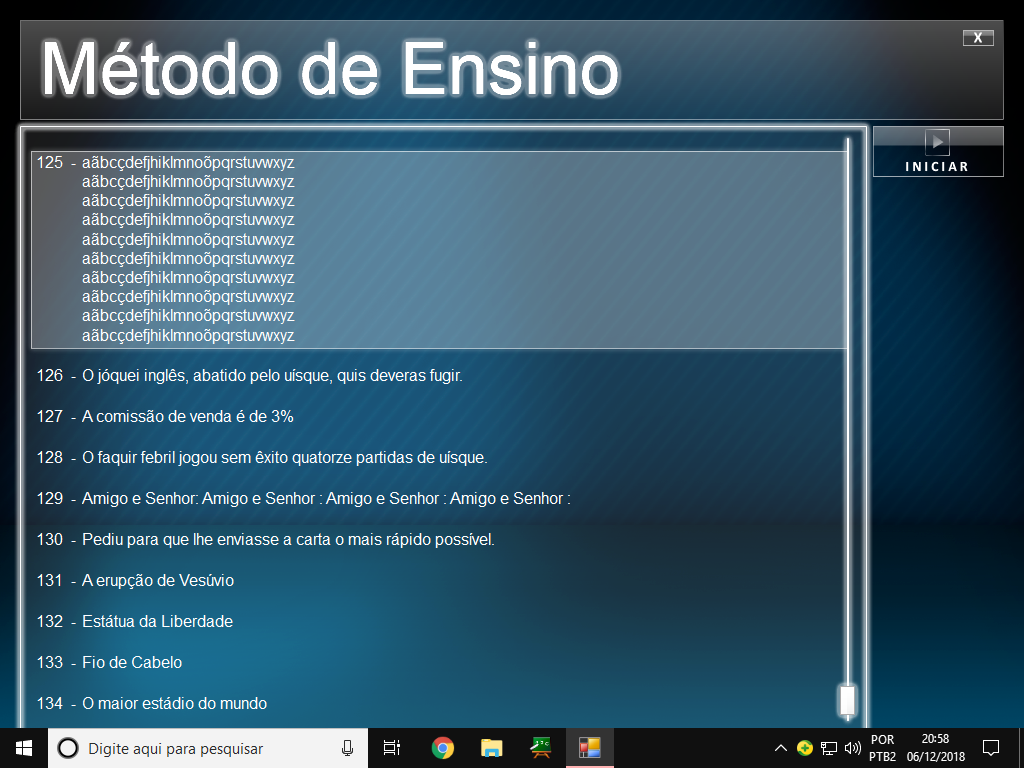 Método de Ensino
X
INICIAR
125 - aãbcçdefjhiklmnoõpqrstuvwxyz
aãbcçdefjhiklmnoõpqrstuvwxyz
aãbcçdefjhiklmnoõpqrstuvwxyz
aãbcçdefjhiklmnoõpqrstuvwxyz
aãbcçdefjhiklmnoõpqrstuvwxyz
aãbcçdefjhiklmnoõpqrstuvwxyz
aãbcçdefjhiklmnoõpqrstuvwxyz
aãbcçdefjhiklmnoõpqrstuvwxyz
aãbcçdefjhiklmnoõpqrstuvwxyz
aãbcçdefjhiklmnoõpqrstuvwxyz
126 - O jóquei inglês, abatido pelo uísque, quis deveras fugir.
127 - A comissão de venda é de 3%
128 - O faquir febril jogou sem êxito quatorze partidas de uísque.
129 - Amigo e Senhor: Amigo e Senhor : Amigo e Senhor : Amigo e Senhor :
130 - Pediu para que lhe enviasse a carta o mais rápido possível.
131 - A erupção de Vesúvio
132 - Estátua da Liberdade
133 - Fio de Cabelo
134 - O maior estádio do mundo
Digite aqui para pesquisar
POR
PTB2
20:58
06/12/2018